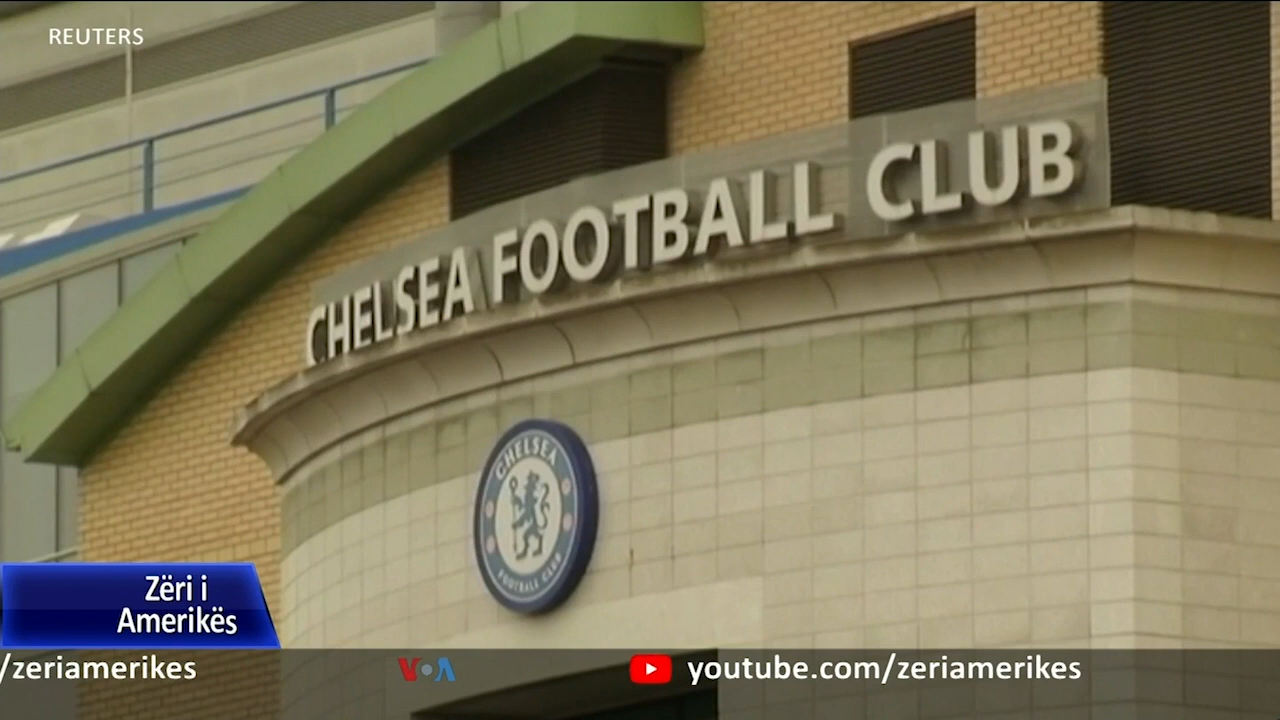 REUTERS
CHELSEA FOOTBALL CLUB
CHELSEA
FOOTBALL CLUB
Zëri i
Amerikës
/zeriamerikes
VOA
youtube.com/zeriamerikes